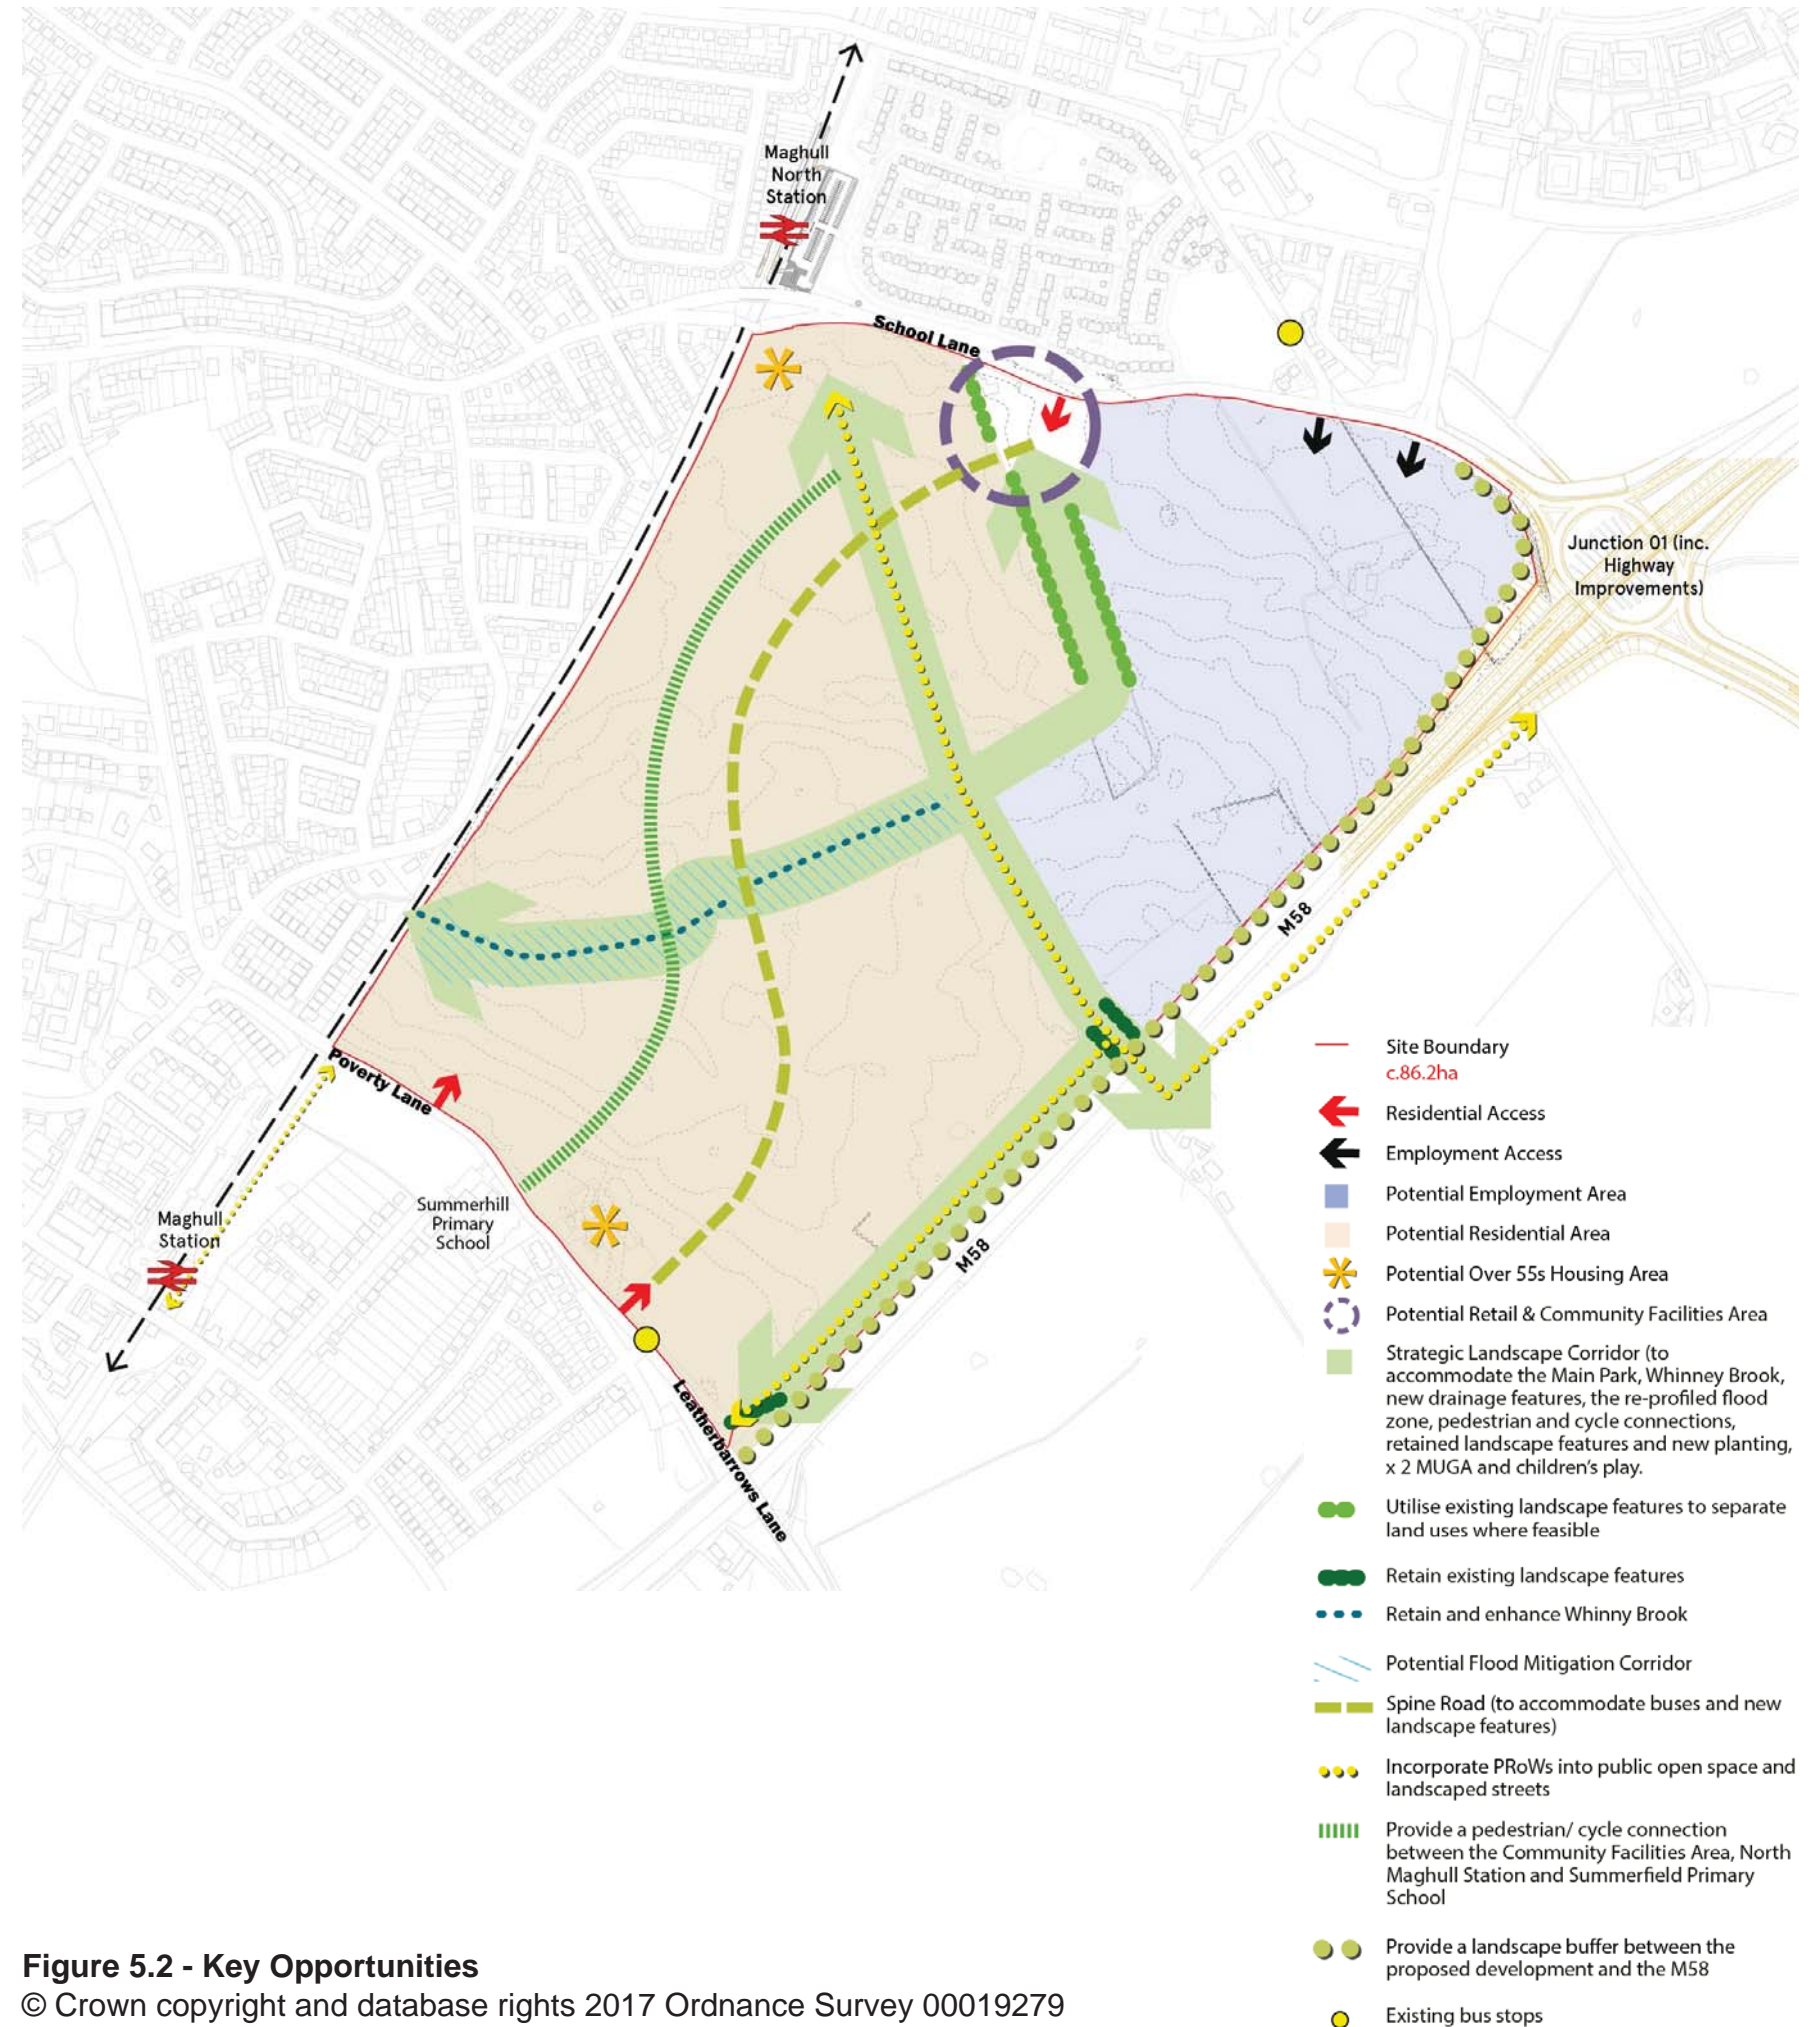 Maghull
North
Station
School Lane
Junction 01 (inc.
Highway
Improvements)
M58
Poverty Lane
Summerhill
Primary
School
Maghull
Station
M58
Leatherbarrows Lane
Site Boundary
c.86.2ha
Residential Access
Employment Access
Potential Employment Area
Potential Residential Area
Potential Over 55s Housing Area
Potential Retail & Community Facilities Area
Strategic Landscape Corridor (to
accommodate the Main Park, Whinney Brook,
new drainage features, the re-profiled flood
zone, pedestrian and cycle connections,
retained landscape features and new planting,
x 2 MUGA and children's play.
Utilise existing landscape features to separate
land uses where feasible
Retain existing landscape features
Retain and enhance Whinny Brook
Potential Flood Mitigation Corridor
Spine Road (to accommodate buses and new
landscape features)
Incorporate PRoWs into public open space and
landscaped streets
Provide a pedestrian/ cycle connection
between the Community Facilities Area, North
Maghull Station and Summerfield Primary
School
Provide a landscape buffer between the
proposed development and the M58
Existing bus stops
Figure 5.2 - Key Opportunities
© Crown copyright and database rights 2017 Ordnance Survey 00019279